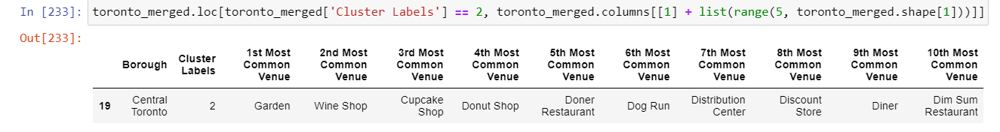 In [233]: toronto_merged.loc[toronto_merged['Cluster Labels'] == 2, toronto_merged.columns[[1] + list(range(5, toronto_merged.shape[1]))]]
Out[233]:
Borough Cluster Labels 1st Most Common Venue 2nd Most Common Venue 3rd Most Common Venue 4th Most Common Venue 5th Most Common Venue 6th Most Common Venue 7th Most Common Venue 8th Most Common Venue 9th Most Common Venue 10th Most Common Venue
19 Central Toronto 2 Garden Wine Shop Cupcake Shop Donut Shop Doner Restaurant Dog Run Distribution Center Discount Store Diner Dim Sum Restaurant